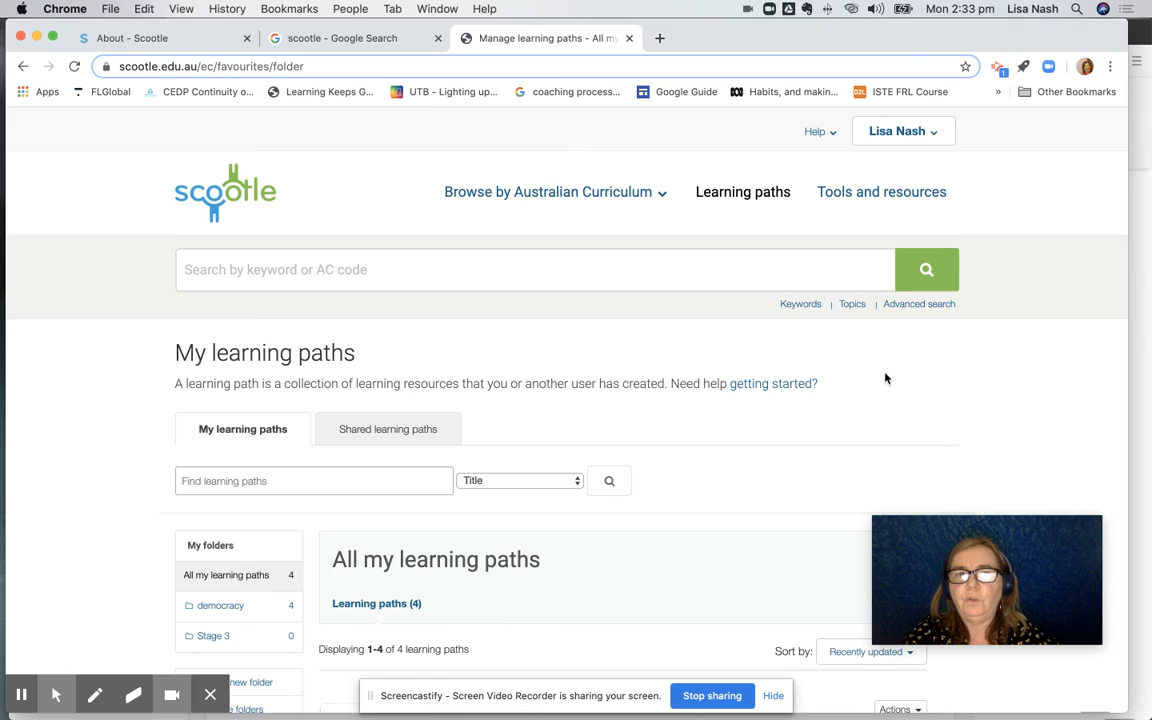 Chrome File Edit View History Bookmarks People Tab Window Help Mon 2:33 pm Lisa Nash
About - Scootle
scootle - Google Search
Manage learning paths - All my
scootle.edu.au/ec/favourites/folder
Apps FLGlobal CEDP Continuity o... Learning Keeps G... UTB - Lighting up... coaching process... Google Guide Habits, and makin... ISTE FRL Course » Other Bookmarks
Help Lisa Nash
scootle
Browse by Australian Curriculum Learning paths Tools and resources
Search by keyword or AC code
Keywords | Topics | Advanced search
My learning paths
A learning path is a collection of learning resources that you or another user has created. Need help getting started?
My learning paths Shared learning paths
Find learning paths Title
My folders
All my learning paths 4
democracy 4
Stage 3 0
new folder
e folders
All my learning paths
Learning paths (4)
Displaying 1-4 of 4 learning paths
Sort by: Recently updated
Actions
Screencastify - Screen Video Recorder is sharing your screen. Stop sharing Hide